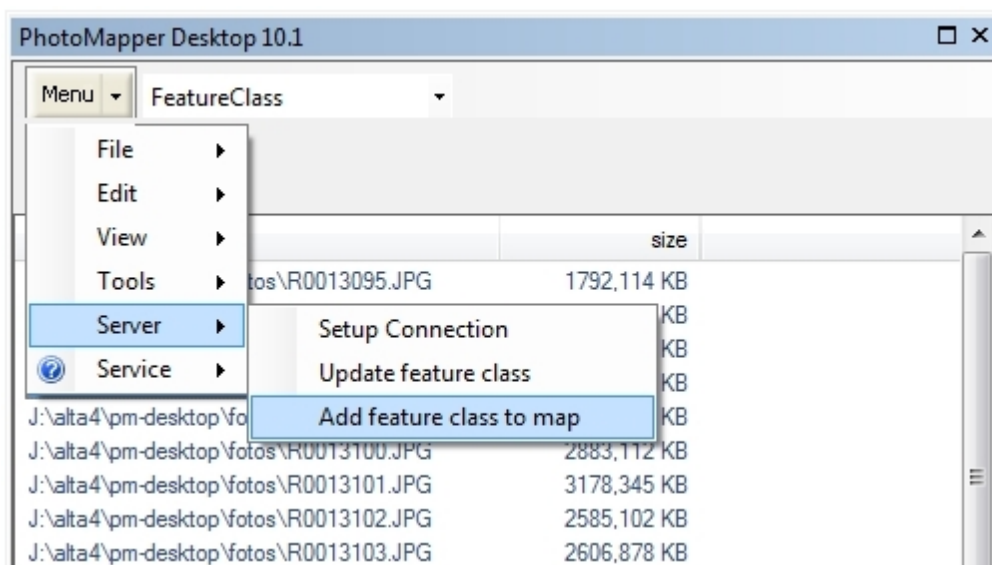 PhotoMapper Desktop 10.1
Menu FeatureClass
File
Edit
View
size
Tools
tos\R0013095.JPG 1792,114 KB
Server
Setup Connection
KB
Service
Update feature class
KB
KB
J:\alta4\pm-desktop\fo
Add feature class to map
KB
J:\alta4\pm-desktop\fotos\R0013100.JPG 2883,112 KB
J:\alta4\pm-desktop\fotos\R0013101.JPG 3178,345 KB
J:\alta4\pm-desktop\fotos\R0013102.JPG 2585,102 KB
J:\alta4\pm-desktop\fotos\R0013103.JPG 2606,878 KB